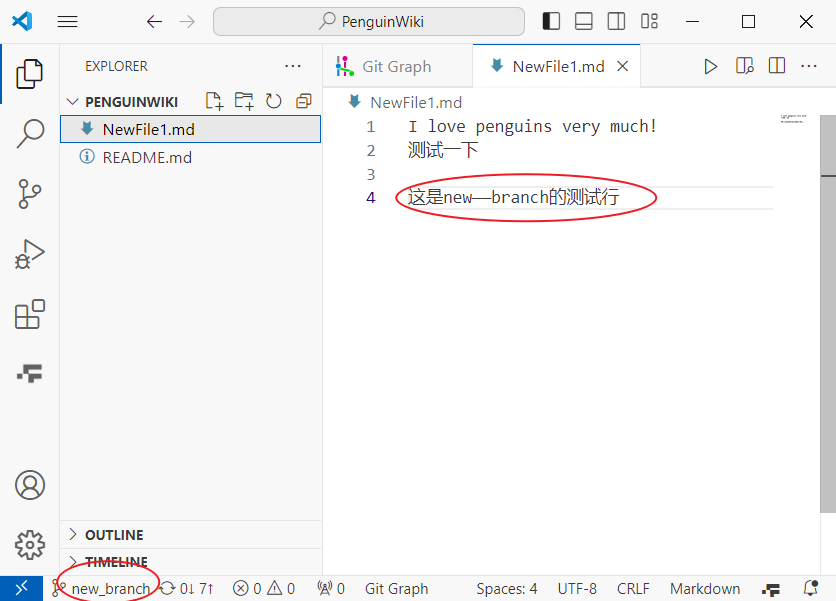 PenguinWiki
EXPLORER
PENGUINWIKI
NewFile1.md
README.md
OUTLINE
TIMELINE
Git Graph
NewFile1.md
NewFile1.md
1 I love penguins very much!
2 测试一下
3
4 这是new——branch的测试行
new_branch 0↓ 7↑ 0 0 0 Git Graph Spaces: 4 UTF-8 CRLF Markdown